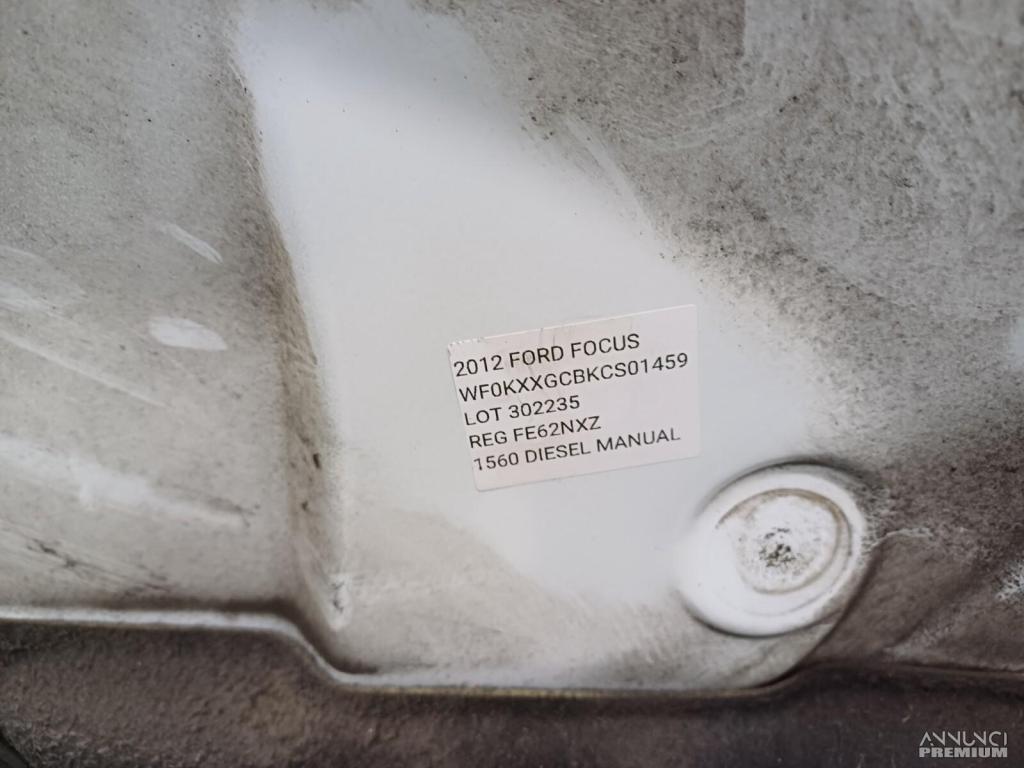 2012 FORD FOCUS
WF0KXXGCBKCS01459
LOT 302235
REG FE62NXZ
1560 DIESEL MANUAL
ANNUNCI
PREMIUM